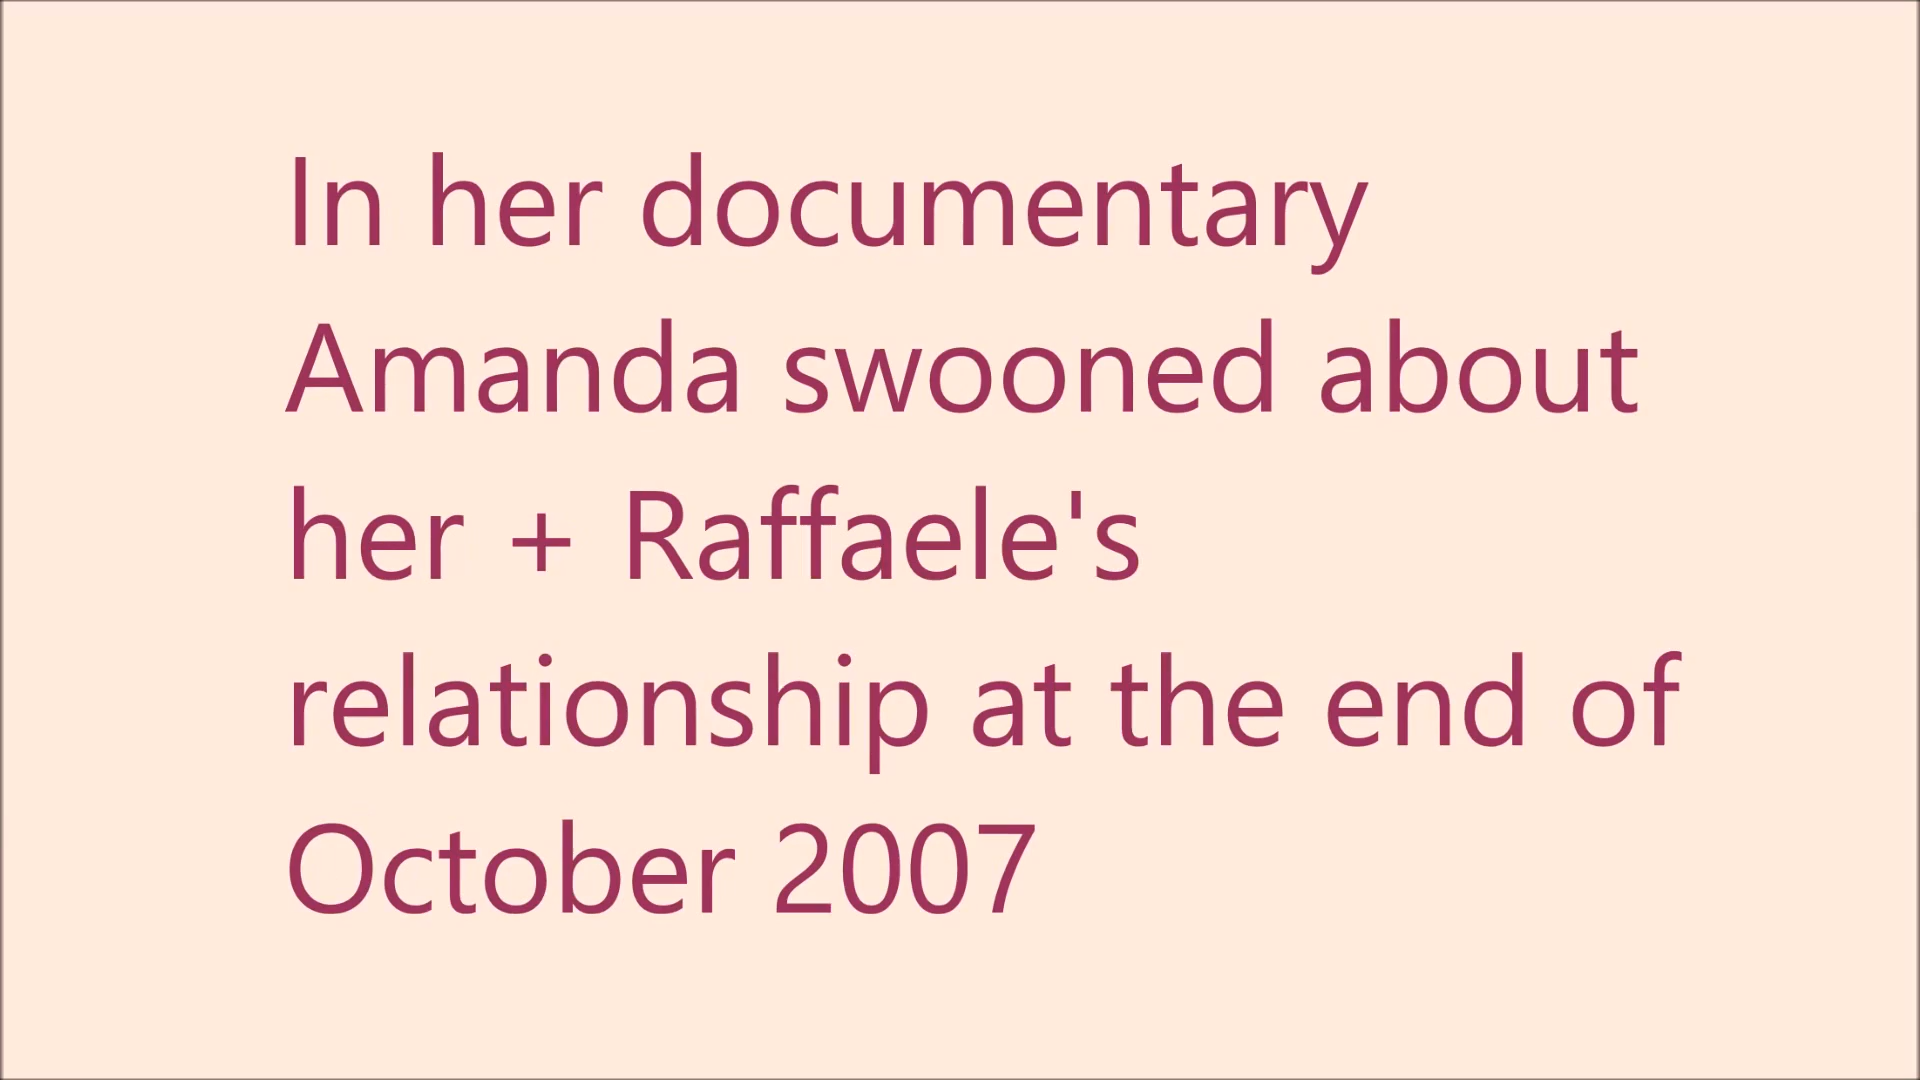 In her documentary
Amanda swooned about
her + Raffaele's
relationship at the end of
October 2007